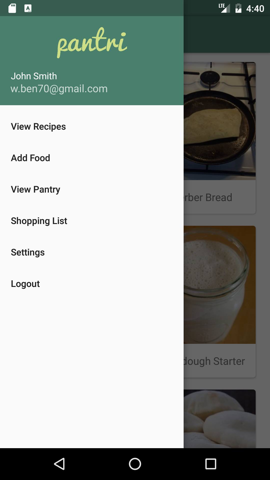 LTE 4:40
pantri
John Smith
w.ben70@gmail.com
View Recipes
Add Food
View Pantry
Shopping List
Settings
Logout
rber Bread
dough Starter